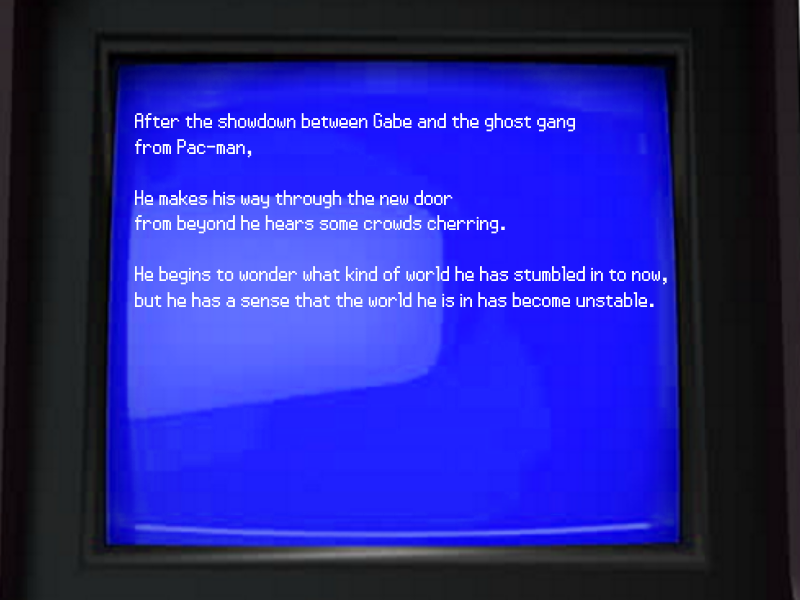 After the showdown between Gabe and the ghost gang
from Pac-man,
He makes his way through the new door
from beyond he hears some crowds cherring.
He begins to wonder what kind of world he has stumbled in to now,
but he has a sense that the world he is in has become unstable.